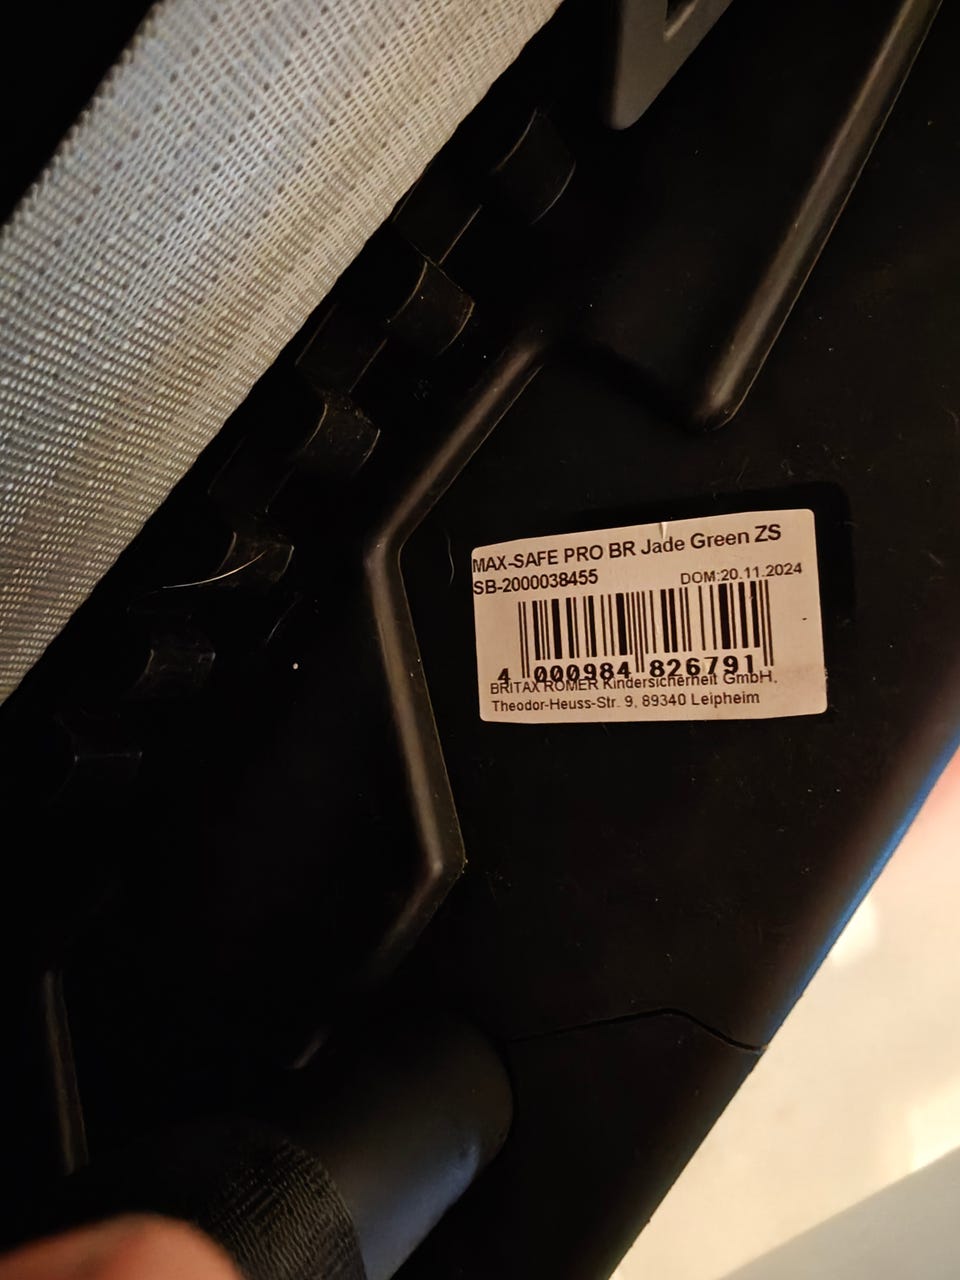 MAX-SAFE PRO BR Jade Green ZS
SB-2000038455
DOM:20.11.2024
4 000984 826791
BRITAX RÖMER Kindersicherheit GmbH,
Theodor-Heuss-Str. 9, 89340 Leipheim